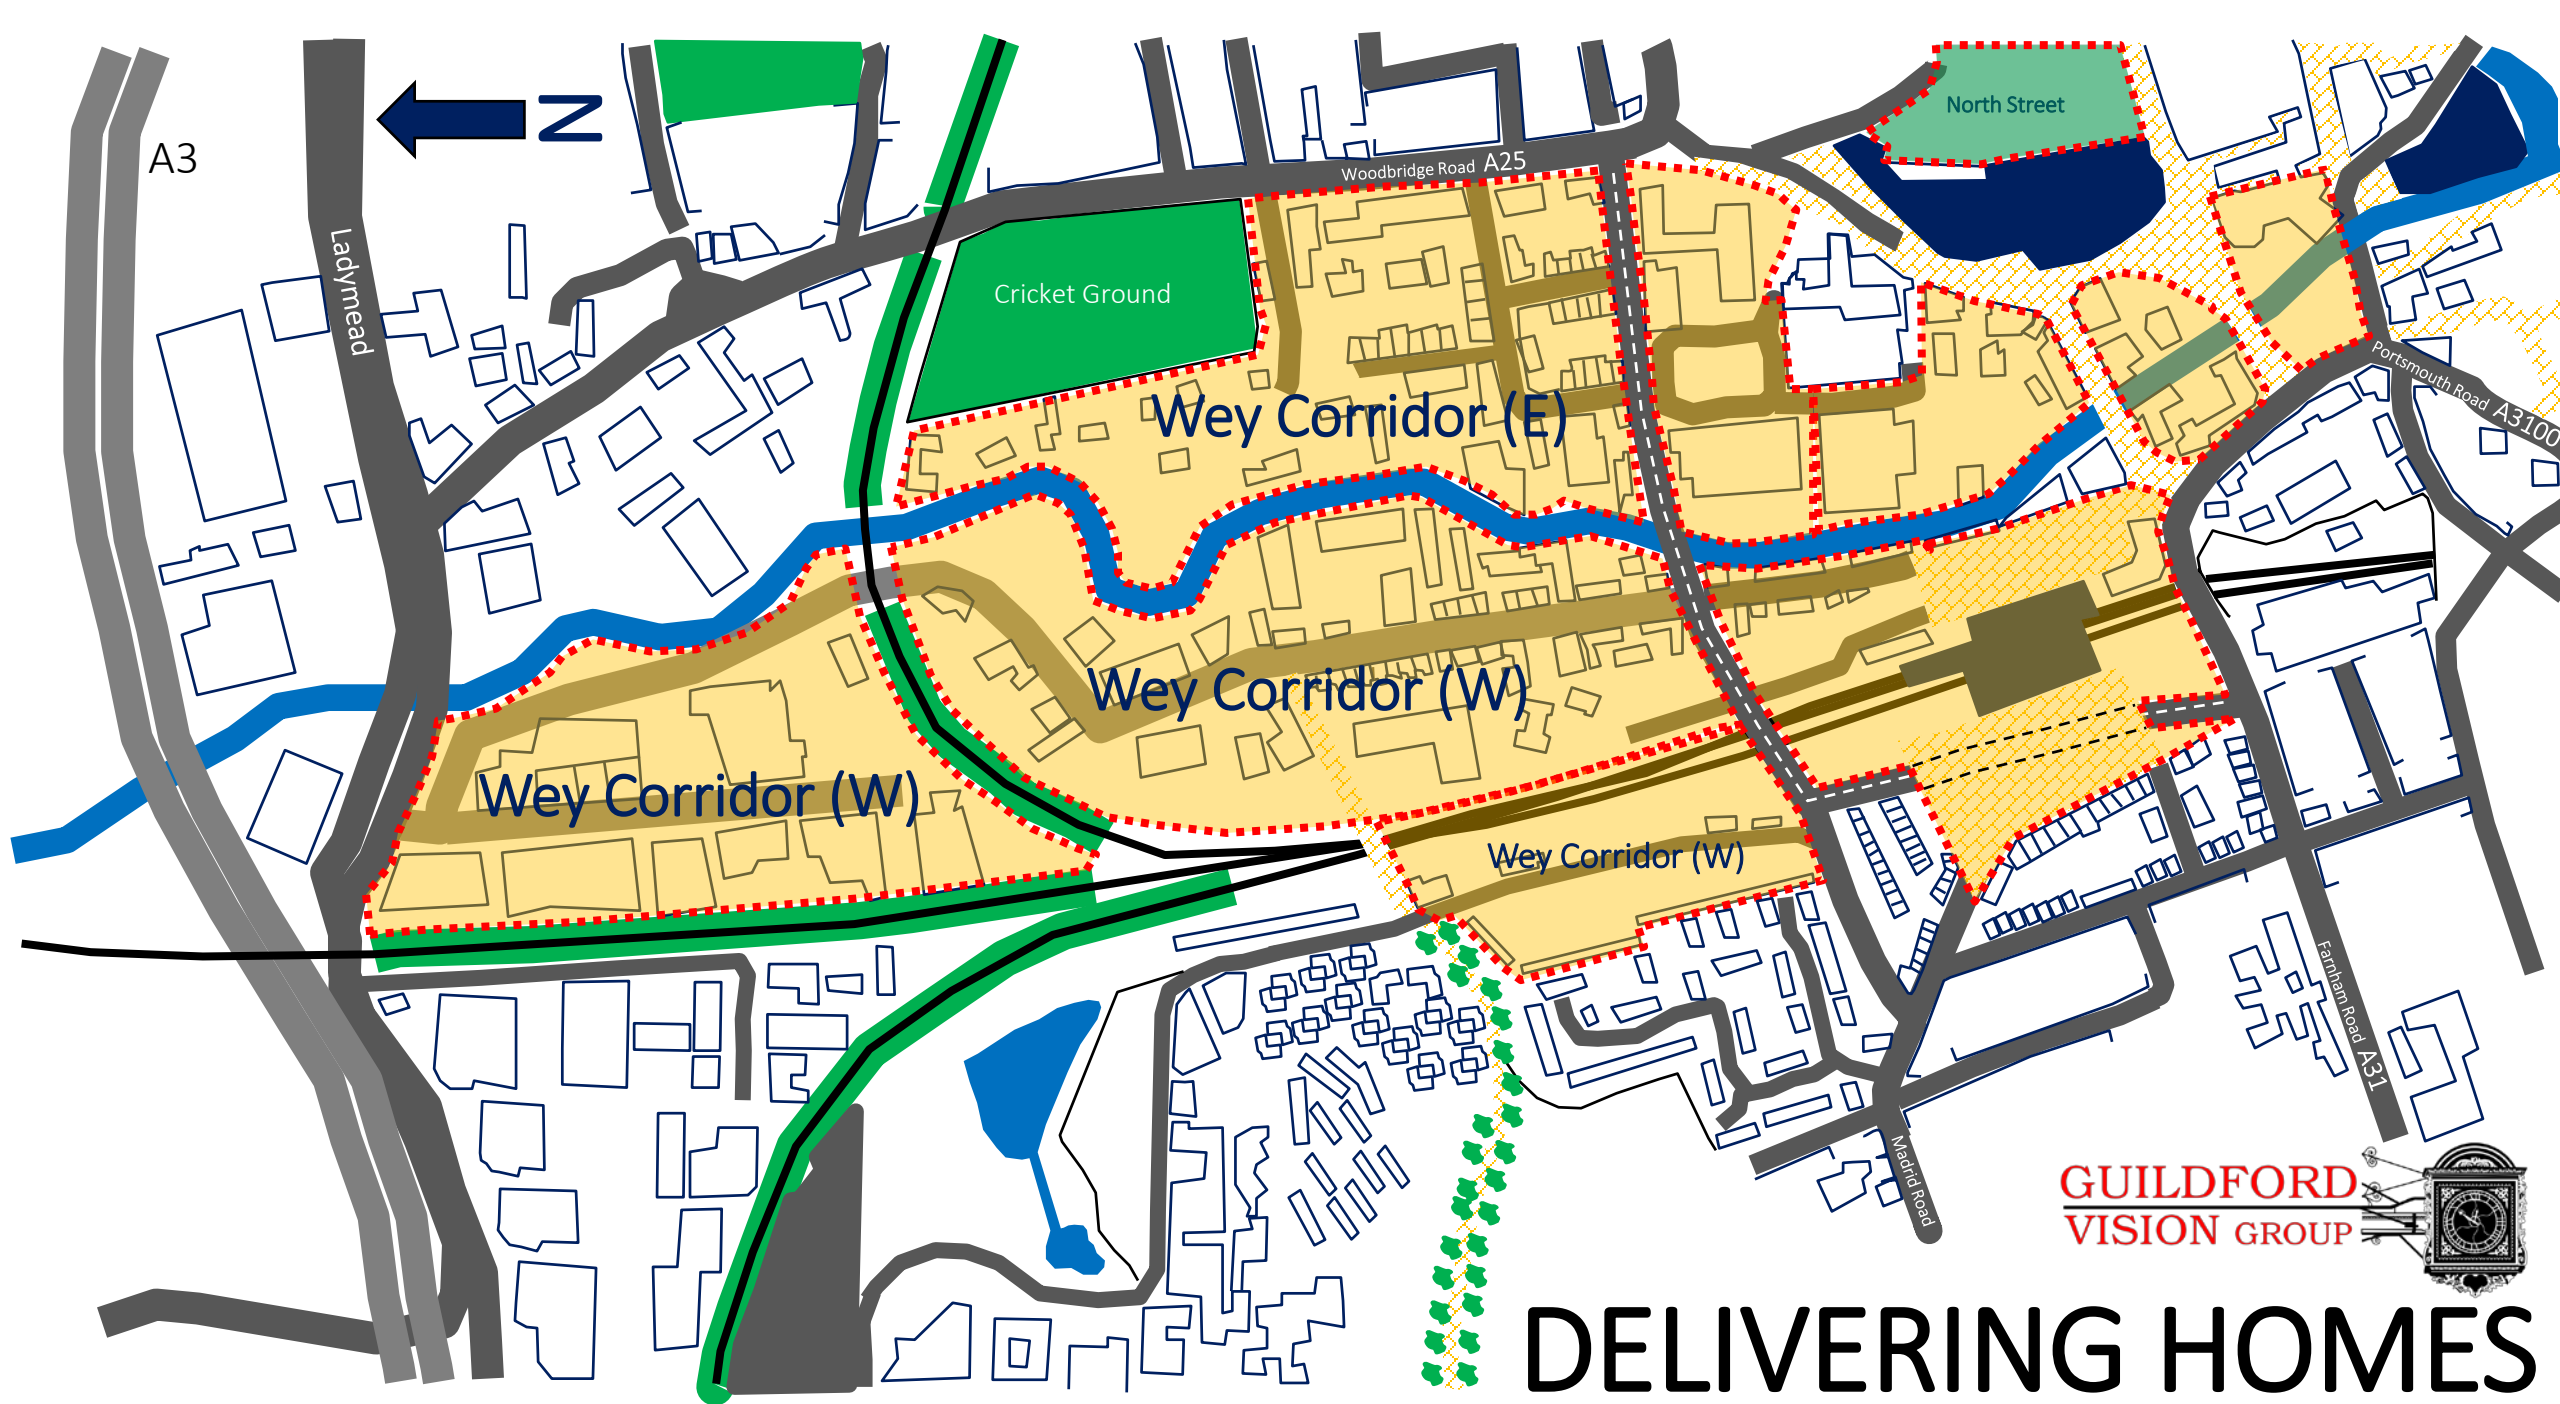 A3
Ladymead
N
Woodbridge Road A25
North Street
Cricket Ground
Portsmouth Road A3100
Wey Corridor (E)
Wey Corridor (W)
Wey Corridor (W)
Wey Corridor (W)
Farnham Road A31
Madrid Road
GUILDFORD
VISION GROUP
DELIVERING HOMES